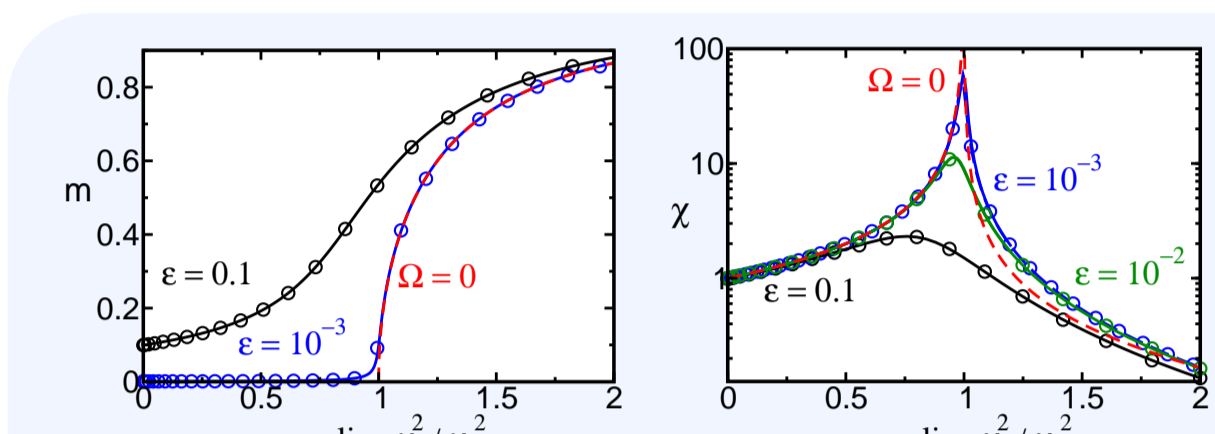 0.8
0.6
m
0.4
0.2
0
ε = 0.1
ε = 10⁻³
Ω = 0
0 0.5 1 1.5 2
100
10
χ
1
Ω = 0
ε = 10⁻³
ε = 10⁻²
ε = 0.1
0 0.5 1 1.5 2